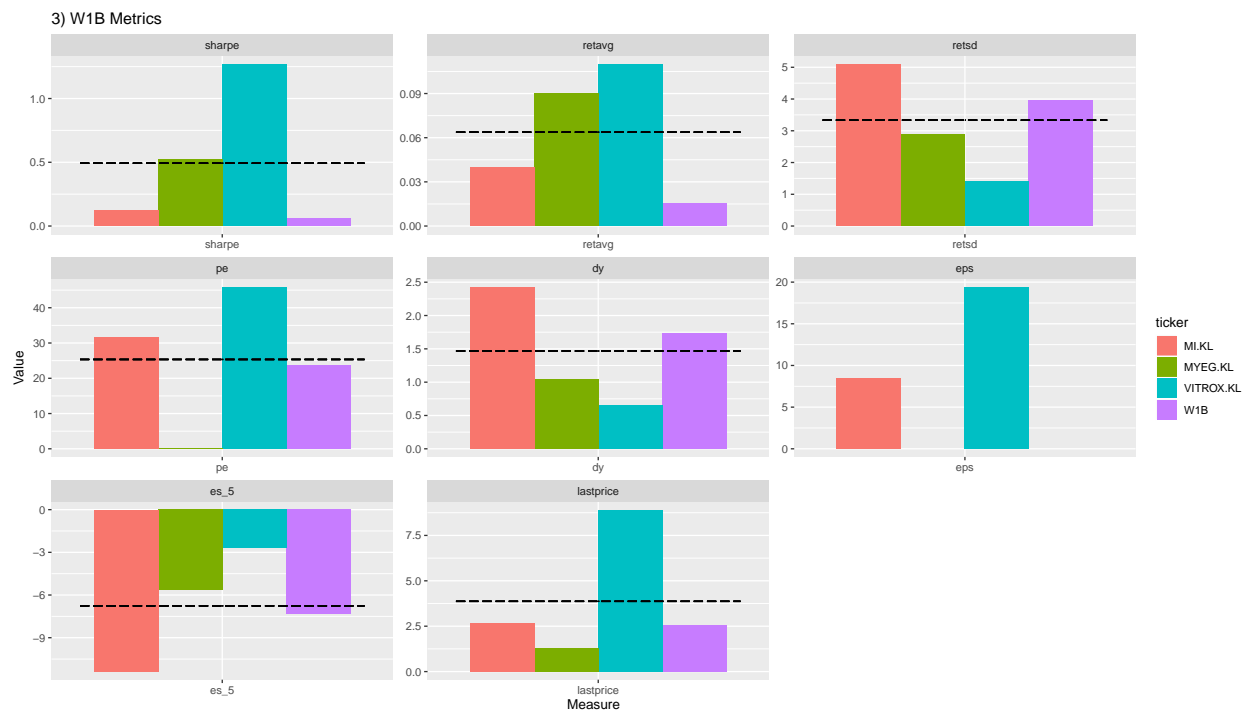 3) W1B Metrics
sharpe
retavg
retsd
1.0
0.5
0.0
0.09
0.06
0.03
0.00
5
4
3
2
1
0
sharpe
retavg
retsd
pe
dy
eps
40
30
20
10
0
2.5
2.0
1.5
1.0
0.5
0.0
20
15
10
5
0
pe
dy
eps
es_5
lastprice
0
−3
−6
−9
7.5
5.0
2.5
0.0
es_5
lastprice
Value
Measure
ticker
MI.KL
MYEG.KL
VITROX.KL
W1B